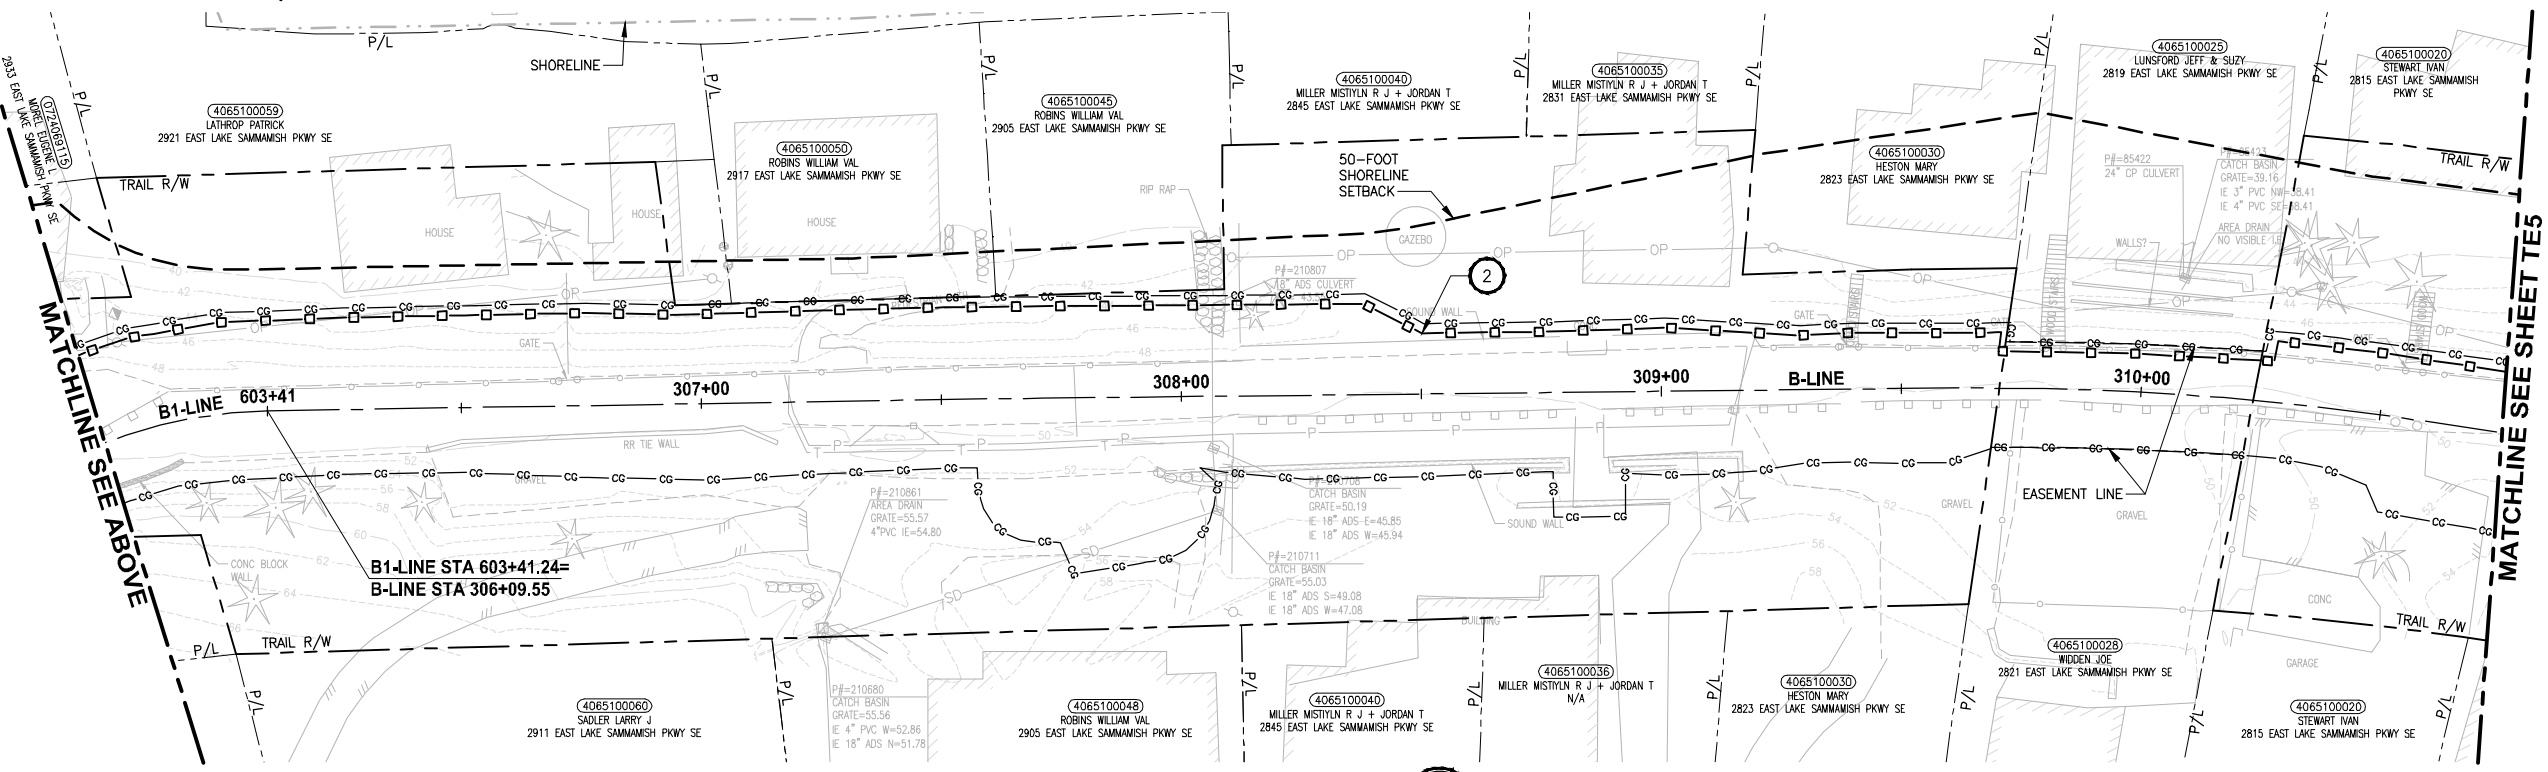 P/L
SHORELINE
2933 EAST LAKE SAMMAMISH PKWY SE
MOREL EUGENE L
0724069115
P/L
4065100059
LATHROP PATRICK
2921 EAST LAKE SAMMAMISH PKWY SE
TRAIL R/W
P/L
4065100050
ROBINS WILLIAM VAL
2917 EAST LAKE SAMMAMISH PKWY SE
P/L
4065100045
ROBINS WILLIAM VAL
2905 EAST LAKE SAMMAMISH PKWY SE
P/L
4065100040
MILLER MISTIYLN R J + JORDAN T
2845 EAST LAKE SAMMAMISH PKWY SE
P/L
4065100035
MILLER MISTIYLN R J + JORDAN T
2831 EAST LAKE SAMMAMISH PKWY SE
P/L
50-FOOT
SHORELINE
SETBACK
4065100030
HESTON MARY
2823 EAST LAKE SAMMAMISH PKWY SE
P/L
4065100025
LUNSFORD JEFF & SUZY
2819 EAST LAKE SAMMAMISH PKWY SE
P/L
4065100020
STEWART IVAN
2815 EAST LAKE SAMMAMISH
PKWY SE
TRAIL R/W
P#=85422
24" CP CULVERT
CATCH BASIN
GRATE=39.16
AREA DRAIN
WALLS?
HOUSE
HOUSE
HOUSE
RIP RAP
GAZEBO
2
P#=210807
SOUND WALL
GATE
GATE
MATCHLINE SEE ABOVE
B1-LINE
603+41
307+00
308+00
309+00
B-LINE
310+00
MATCHLINE SEE SHEET TE5
RR TIE WALL
GRAVEL
P#=210861
AREA DRAIN
GRATE=55.57
4"PVC IE=54.80
CATCH BASIN
GRATE=50.19
IE 18" ADS E=45.85
IE 18" ADS W=45.94
SOUND WALL
GRAVEL
EASEMENT LINE
GRAVEL
P#=210711
CATCH BASIN
GRATE=55.03
IE 18" ADS S=49.08
IE 18" ADS W=47.08
CONC BLOCK
WALL
B1-LINE STA 603+41.24=
B-LINE STA 306+09.55
CONC
BUILDING
TRAIL R/W
P/L
TRAIL R/W
P/L
4065100060
SADLER LARRY J
2911 EAST LAKE SAMMAMISH PKWY SE
P/L
P#=210680
CATCH BASIN
GRATE=55.56
IE 4" PVC W=52.86
IE 18" ADS N=51.78
4065100048
ROBINS WILLIAM VAL
2905 EAST LAKE SAMMAMISH PKWY SE
P/L
4065100040
MILLER MISTIYLN R J + JORDAN T
2845 EAST LAKE SAMMAMISH PKWY SE
P/L
4065100036
MILLER MISTIYLN R J + JORDAN T
N/A
P/L
4065100030
HESTON MARY
2823 EAST LAKE SAMMAMISH PKWY SE
P/L
4065100028
WIDDEN JOE
2821 EAST LAKE SAMMAMISH PKWY SE
P/L
GARAGE
4065100020
STEWART IVAN
2815 EAST LAKE SAMMAMISH PKWY SE
P/L